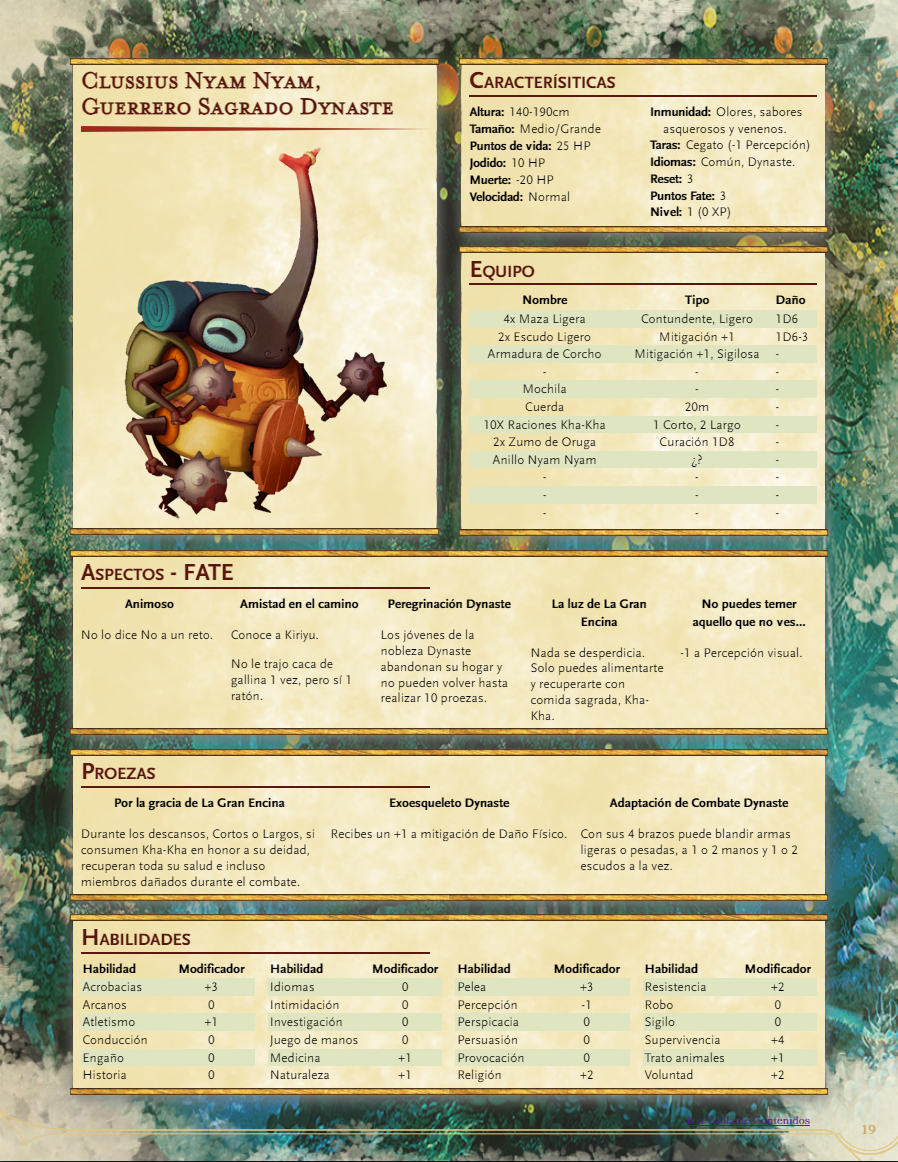 Clussius Nyam Nyam,
Guerrero Sagrado Dynaste
Caracterísiticas
Altura: 140-190cm
Tamaño: Medio/Grande
Puntos de vida: 25 HP
Jodido: 10 HP
Muerte: -20 HP
Velocidad: Normal
Inmunidad: Olores, sabores
asquerosos y venenos.
Taras: Cegato (-1 Percepción)
Idiomas: Común, Dynaste.
Reset: 3
Puntos Fate: 3
Nivel: 1 (0 XP)
Equipo
Nombre Tipo Daño
4x Maza Ligera Contundente, Ligero 1D6
2x Escudo Ligero Mitigación +1 1D6-3
Armadura de Corcho Mitigación +1, Sigilosa -
- - -
Mochila - -
Cuerda 20m -
10X Raciones Kha-Kha 1 Corto, 2 Largo -
2x Zumo de Oruga Curación 1D8 -
Anillo Nyam Nyam ¿? -
- - -
- - -
- - -
Aspectos - FATE
Animoso
No lo dice No a un reto.
Amistad en el camino
Conoce a Kiriyu.
No le trajo caca de
gallina 1 vez, pero sí 1
ratón.
Peregrinación Dynaste
Los jóvenes de la
nobleza Dynaste
abandonan su hogar y
no pueden volver hasta
realizar 10 proezas.
La luz de La Gran
Encina
Nada se desperdicia.
Solo puedes alimentarte
y recuperarte con
comida sagrada, Kha-
Kha.
No puedes temer
aquello que no ves...
-1 a Percepción visual.
Proezas
Por la gracia de La Gran Encina
Durante los descansos, Cortos o Largos, si
consumen Kha-Kha en honor a su deidad,
recuperan toda su salud e incluso
miembros dañados durante el combate.
Exoesqueleto Dynaste
Recibes un +1 a mitigación de Daño Físico.
Adaptación de Combate Dynaste
Con sus 4 brazos puede blandir armas
ligeras o pesadas, a 1 o 2 manos y 1 o 2
escudos a la vez.
Habilidades
Habilidad Modificador Habilidad Modificador Habilidad Modificador Habilidad Modificador
Acrobacias +3 Idiomas 0 Pelea +3 Resistencia +2
Arcanos 0 Intimidación 0 Percepción -1 Robo 0
Atletismo +1 Investigación 0 Perspicacia 0 Sigilo 0
Conducción 0 Juego de manos 0 Persuasión 0 Supervivencia +4
Engaño 0 Medicina +1 Provocación 0 Trato animales +1
Historia 0 Naturaleza +1 Religión +2 Voluntad +2
19